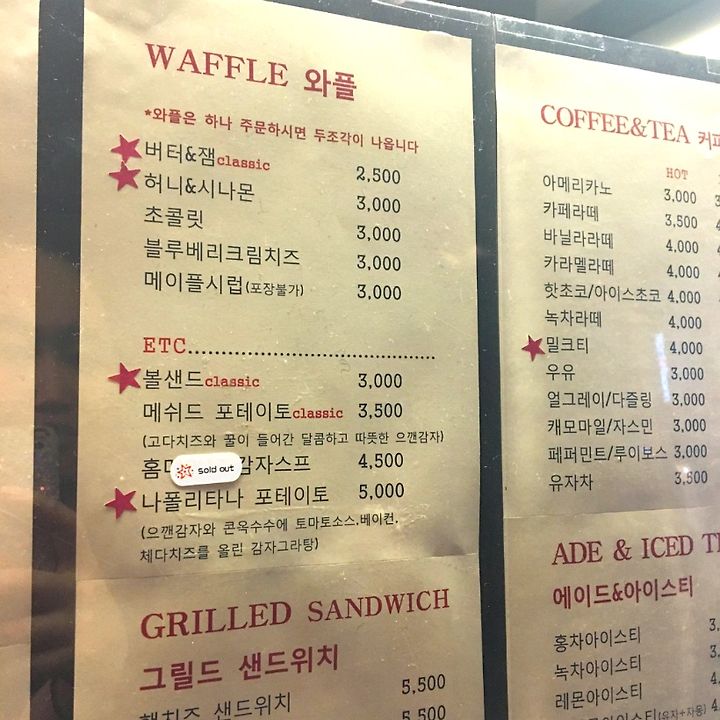 WAFFLE 와플
*와플은 하나 주문하시면 두조각이 나옵니다
버터&잼classic 2,500
허니&시나몬 3,000
초콜릿 3,000
블루베리크림치즈 3,000
메이플시럽(포장불가) 3,000
ETC
볼샌드classic 3,000
메쉬드 포테이토classic 3,500
(고다치즈와 꿀이 들어간 달콤하고 따뜻한 으깬감자)
sold out 감자스프 4,500
나폴리타나 포테이토 5,000
(으깬감자와 콘옥수수에 토마토소스.베이컨.
체다치즈를 올린 감자그라탕)
GRILLED SANDWICH
그릴드 샌드위치
샌드위치 5,500
5,500
COFFEE&TEA
HOT
아메리카노 3,000
카페라떼 3,500
바닐라라떼 4,000
카라멜라떼 4,000
핫초코/아이스초코 4,000
녹차라떼 4,000
밀크티 4,000
우유 3,000
얼그레이/다즐링 3,000
캐모마일/자스민 3,000
페퍼민트/루이보스 3,000
유자차 3,500
ADE & ICED
에이드&아이스티
홍차아이스티
녹차아이스티
레몬아이스티
(유자+자몽)